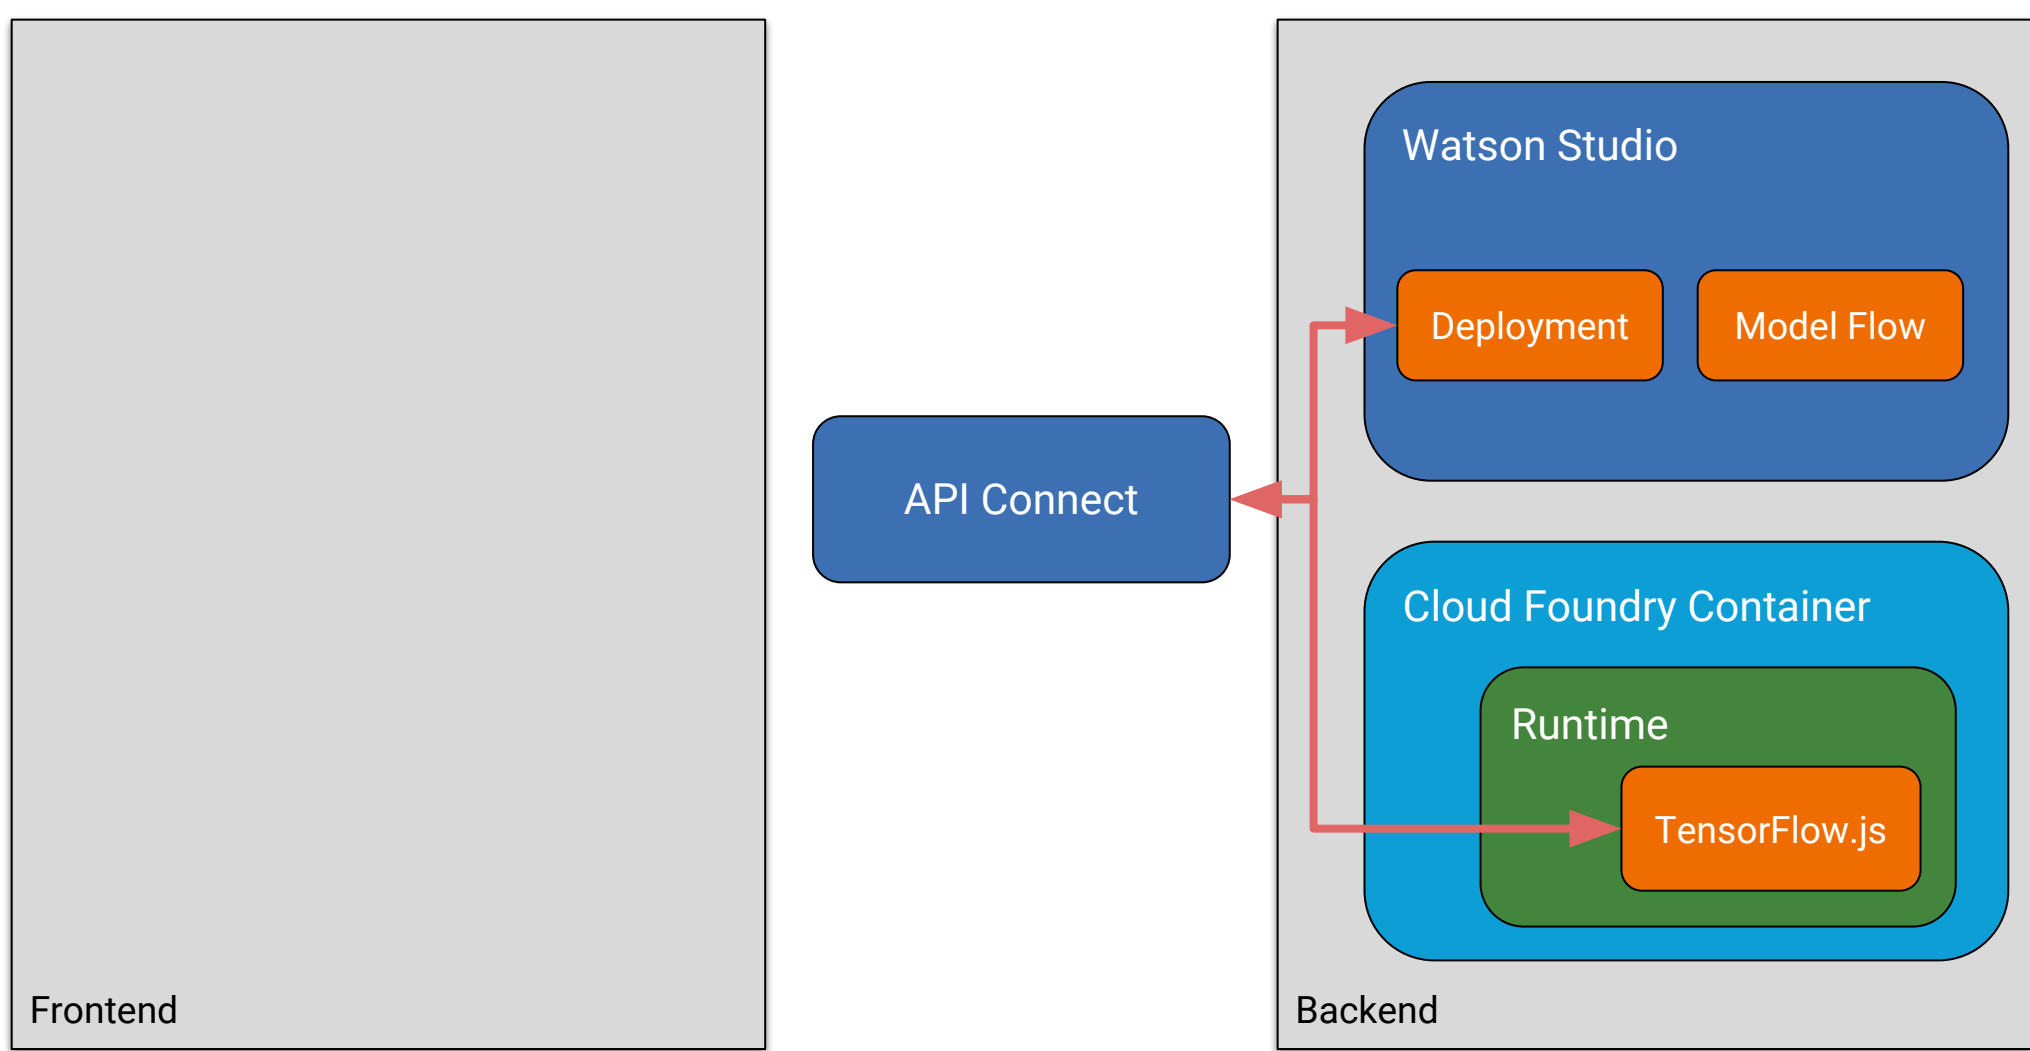 Frontend
API Connect
Watson Studio
Deployment
Model Flow
Cloud Foundry Container
Runtime
TensorFlow.js
Backend